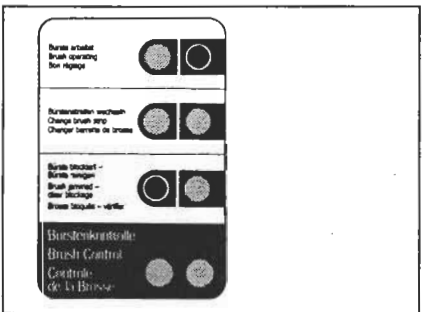 Bürste arbeitet
Brush operating
Bon réglage
Bürstenstreifen wechseln
Change brush strip
Changer barrette de brosse
Bürste blockiert –
Bürste reinigen
Brush jammed –
clear blockage
Brosse bloquée – vérifier
Bürstenkontrolle
Brush Control
Contrôle
de la Brosse